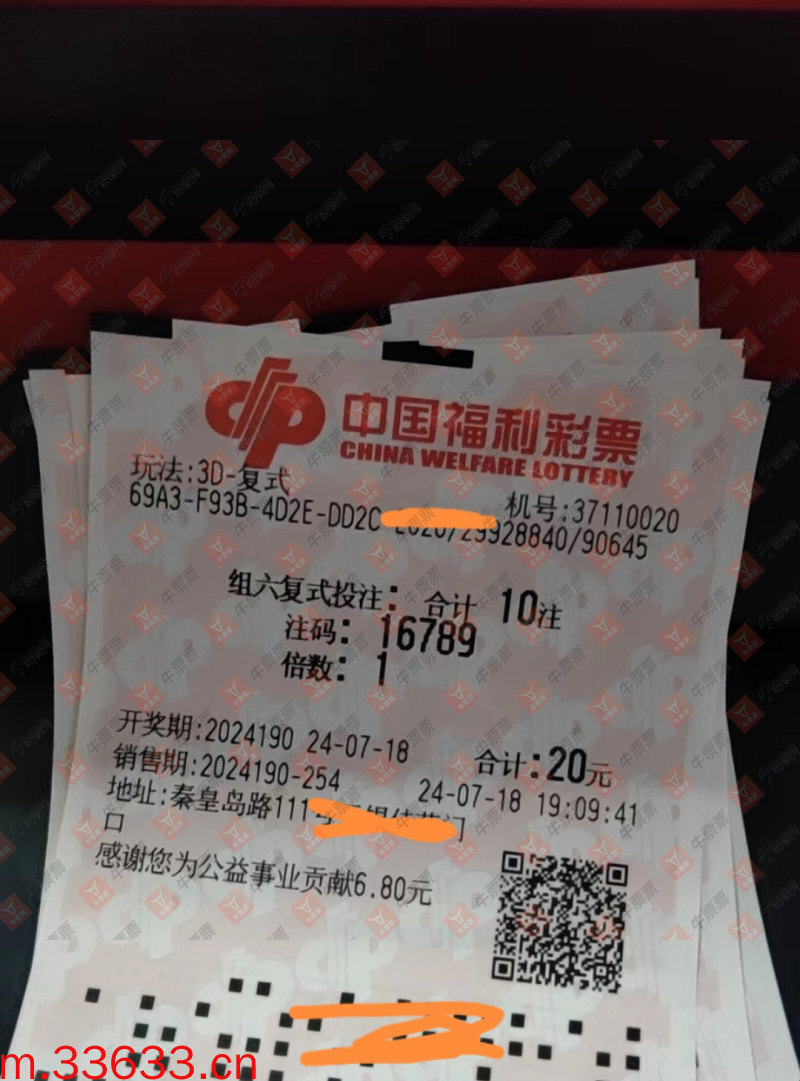 中国福利彩票
CHINA WELFARE LOTTERY
玩法:3D-复式
机号:37110020
69A3-F93B-4D2E-DD2C
/29928840/90645
组六复式投注: 合计 10注
注码: 16789
倍数: 1
开奖期:2024190 24-07-18
合计:20元
销售期:2024190-254
24-07-18 19:09:41
地址:秦皇岛路111
口
感谢您为公益事业贡献6.80元
m.33633.cn
牛票票